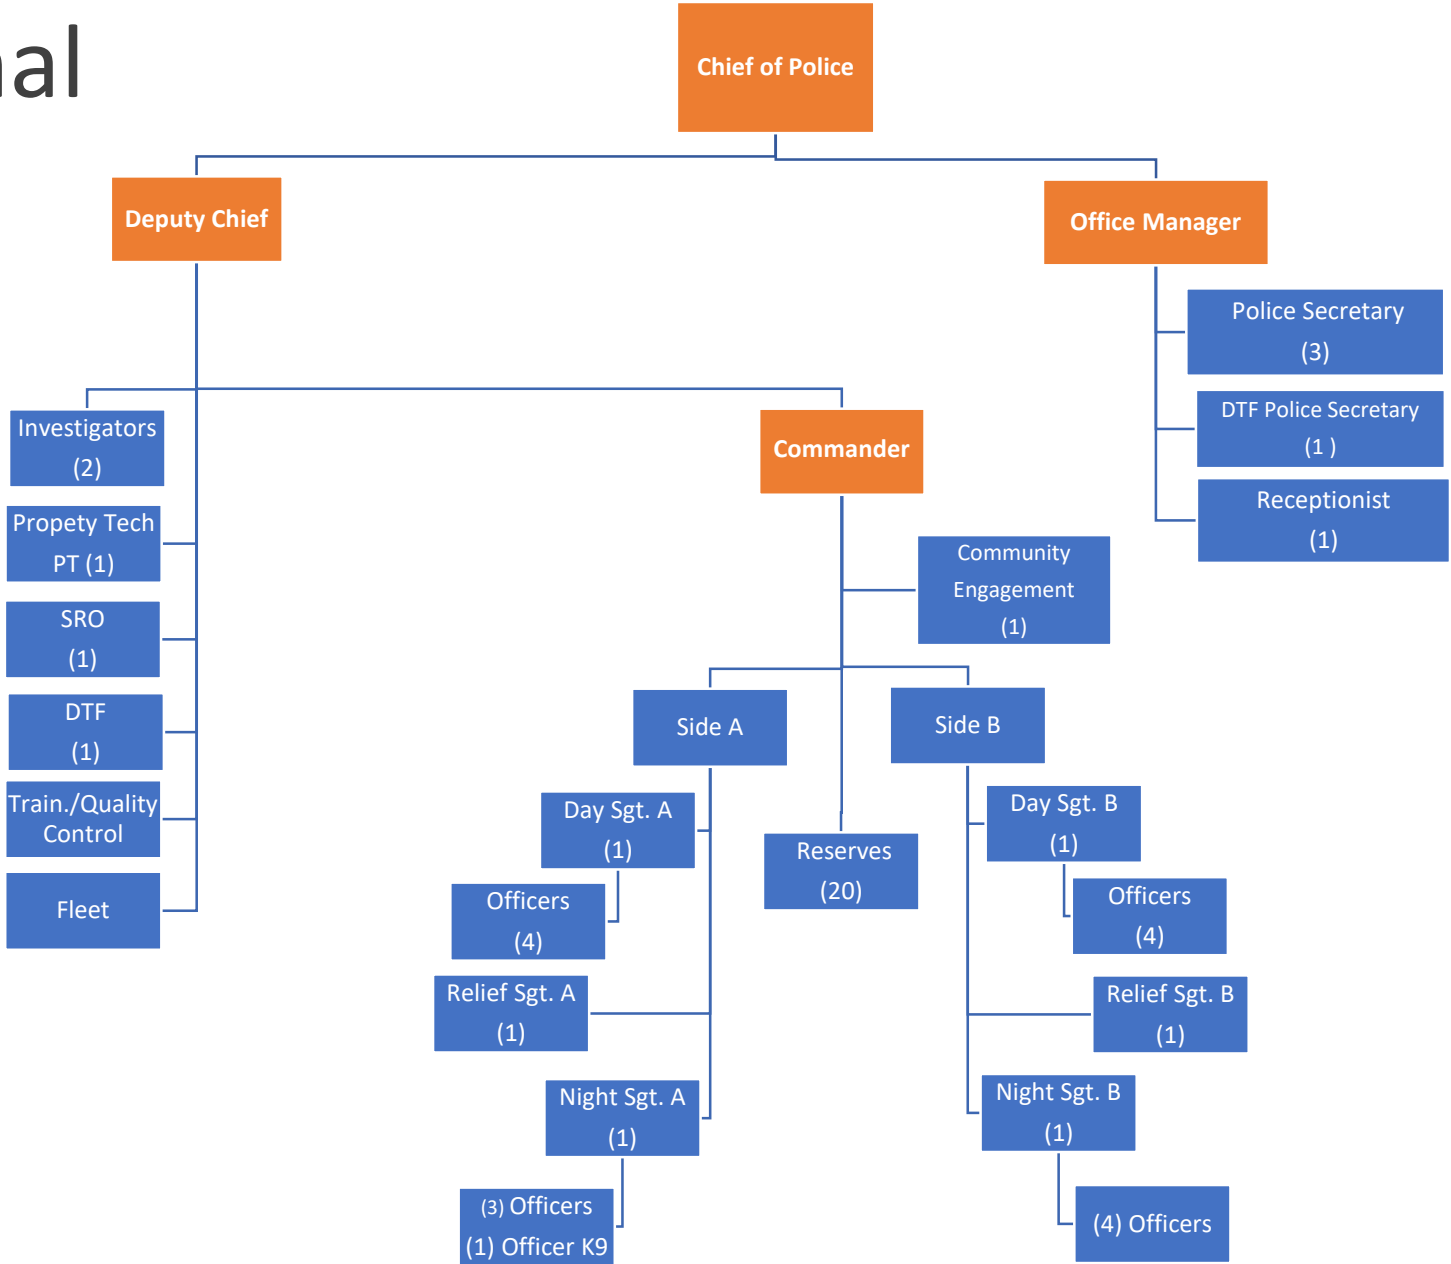 nal
Chief of Police
Deputy Chief
Office Manager
Police Secretary
(3)
DTF Police Secretary
(1 )
Receptionist
(1)
Investigators
(2)
Propety Tech
PT (1)
SRO
(1)
DTF
(1)
Train./Quality
Control
Fleet
Commander
Community
Engagement
(1)
Side A
Side B
Day Sgt. A
(1)
Officers
(4)
Relief Sgt. A
(1)
Night Sgt. A
(1)
(3) Officers
(1) Officer K9
Reserves
(20)
Day Sgt. B
(1)
Officers
(4)
Relief Sgt. B
(1)
Night Sgt. B
(1)
(4) Officers